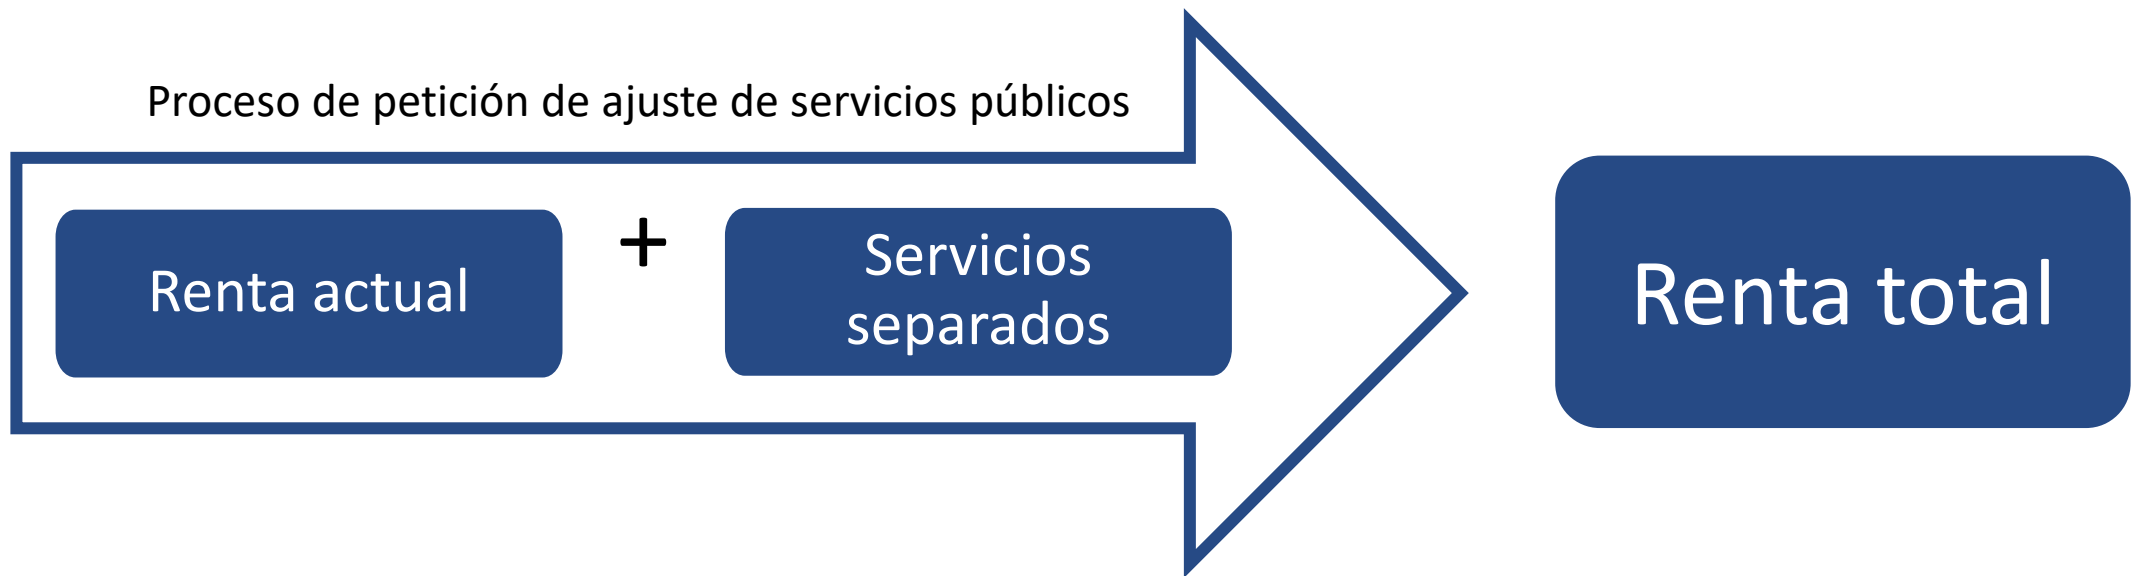 Proceso de petición de ajuste de servicios públicos
Renta actual
+
Servicios
separados
Renta total